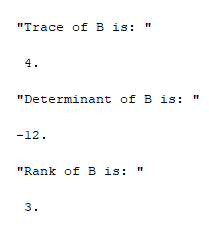 "Trace of B is: "
4.
"Determinant of B is: "
-12.
"Rank of B is: "
3.